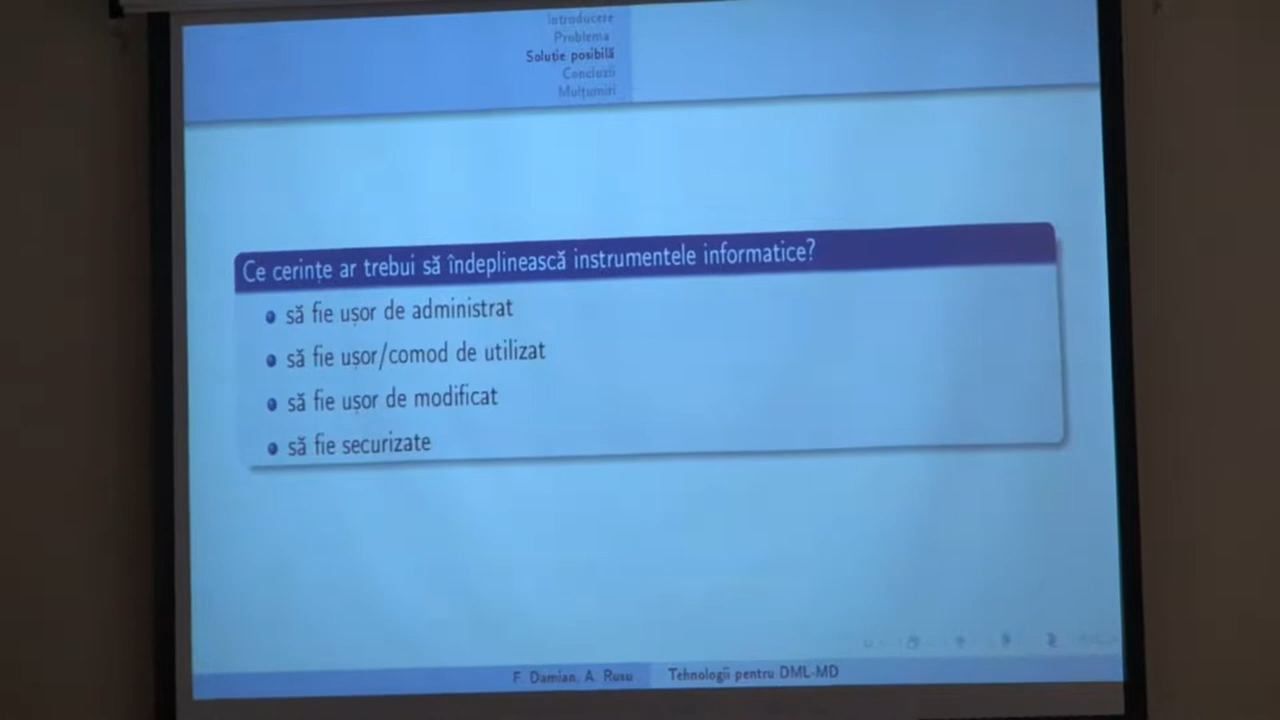 Introducere
Problema
Soluție posibilă
Concluzii
Mulțumiri
Ce cerințe ar trebui să îndeplinească instrumentele informatice?
să fie ușor de administrat
să fie ușor/comod de utilizat
să fie ușor de modificat
să fie securizate
F. Damian, A. Rusu Tehnologii pentru DML-MD